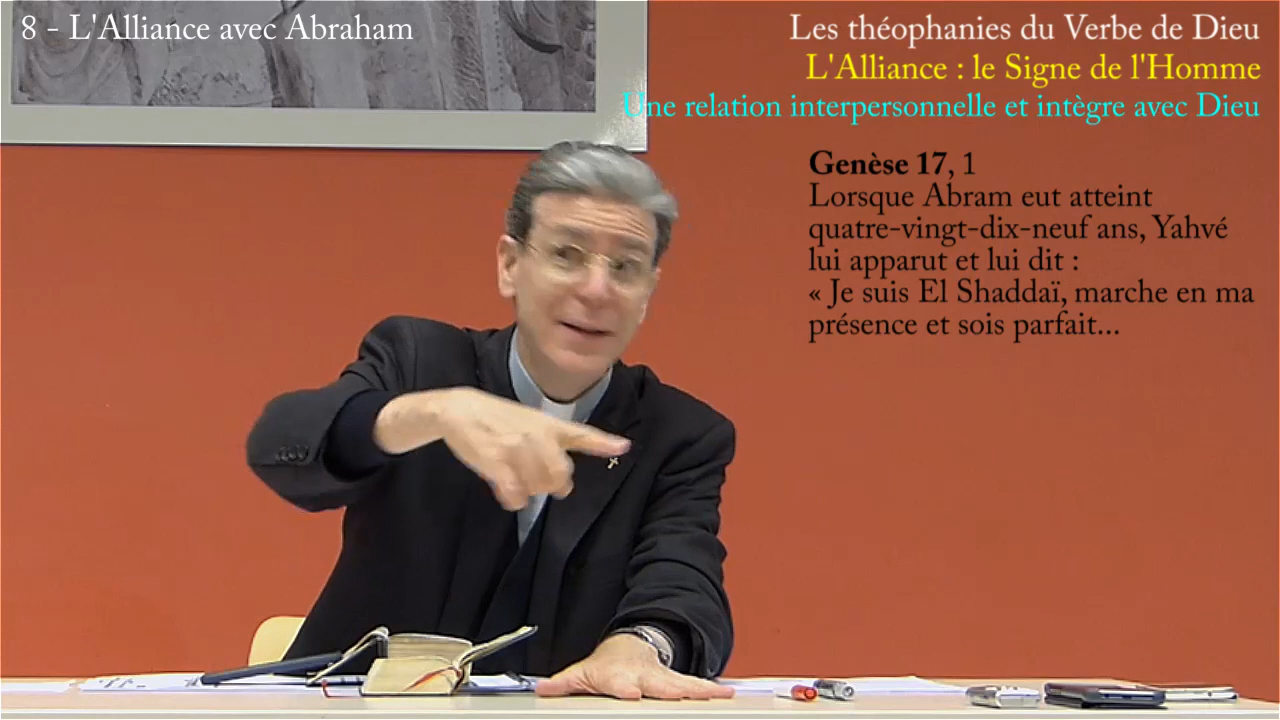 8 - L'Alliance avec Abraham
Les théophanies du Verbe de Dieu
L'Alliance : le Signe de l'Homme
Une relation interpersonnelle et intègre avec Dieu
Genèse 17, 1
Lorsque Abram eut atteint
quatre-vingt-dix-neuf ans, Yahvé
lui apparut et lui dit :
« Je suis El Shaddaï, marche en ma
présence et sois parfait...